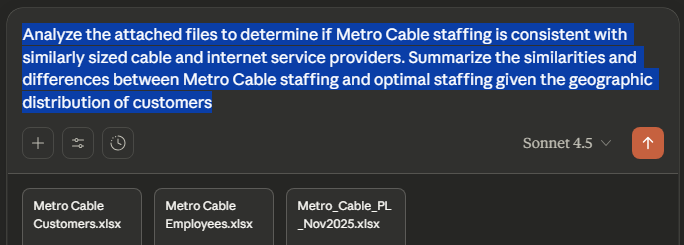 Analyze the attached files to determine if Metro Cable staffing is consistent with
similarly sized cable and internet service providers. Summarize the similarities and
differences between Metro Cable staffing and optimal staffing given the geographic
distribution of customers
Sonnet 4.5
Metro Cable
Customers.xlsx
Metro Cable
Employees.xlsx
Metro_Cable_PL
_Nov2025.xlsx